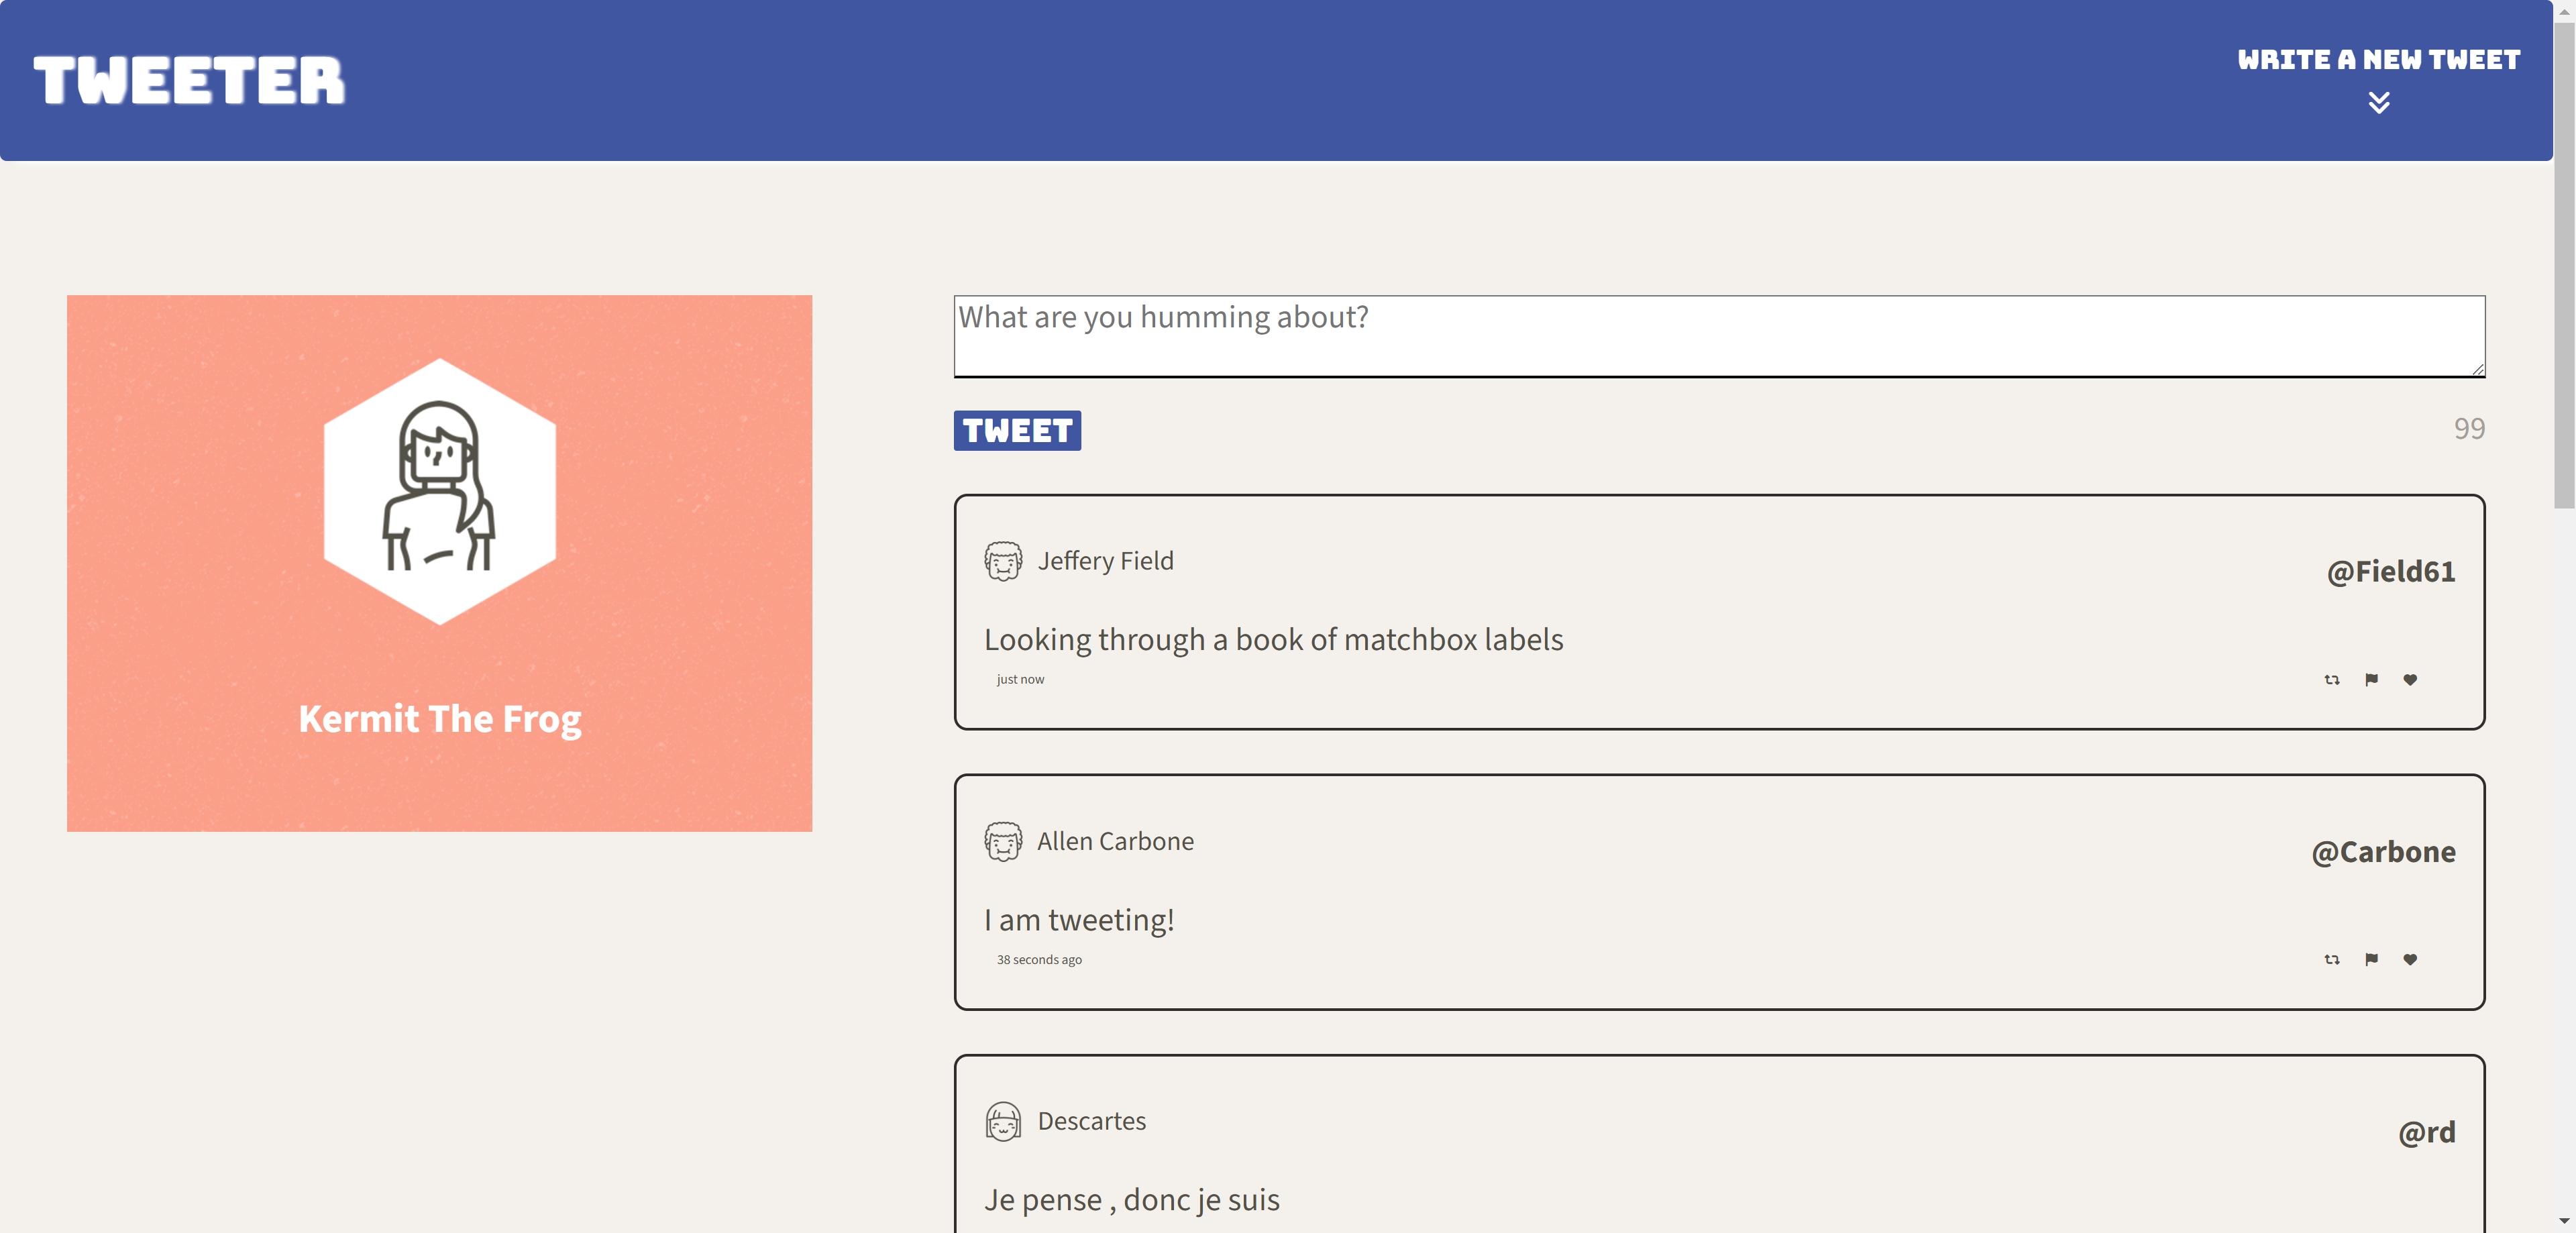 TWEETER
WRITE A NEW TWEET
Kermit The Frog
What are you humming about?
TWEET
99
Jeffery Field
@Field61
Looking through a book of matchbox labels
just now
Allen Carbone
@Carbone
I am tweeting!
38 seconds ago
Descartes
@rd
Je pense , donc je suis